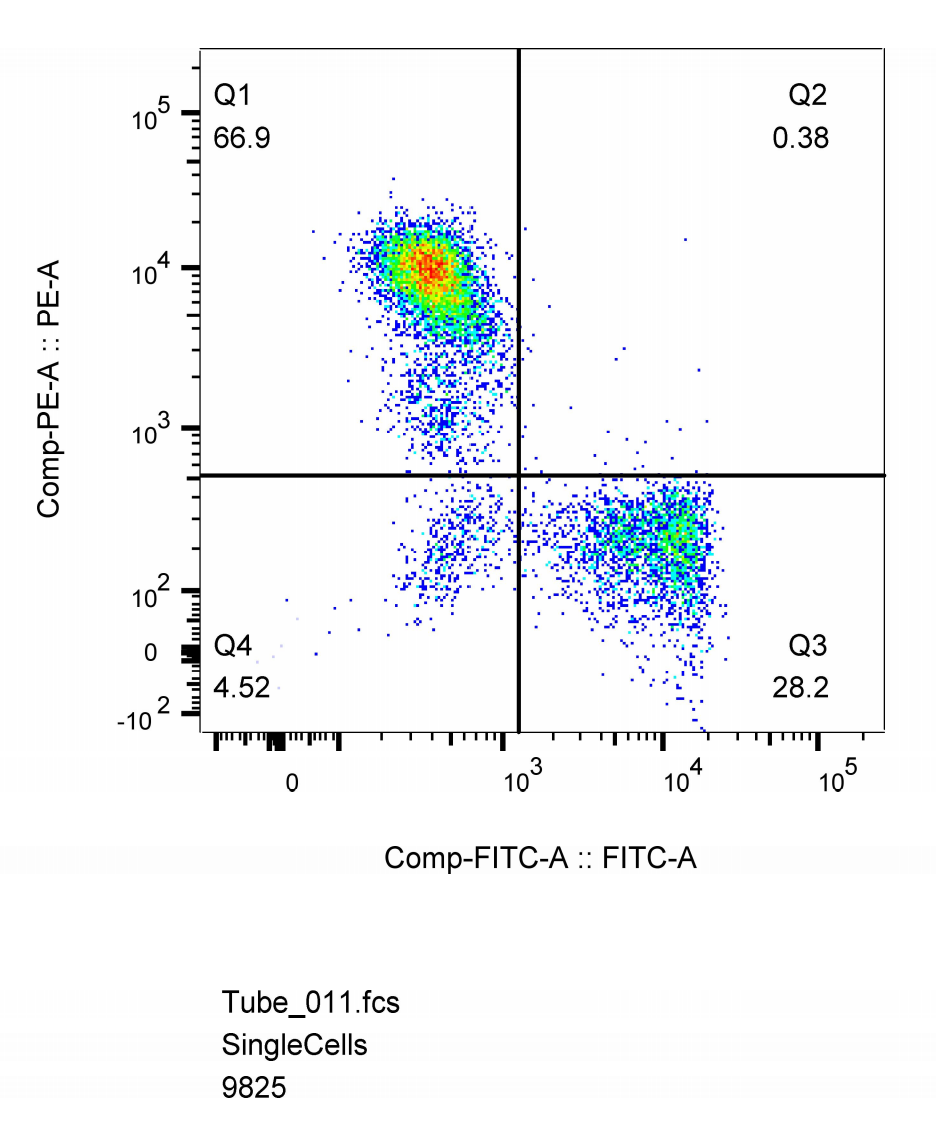 Q1
66.9
Q2
0.38
10^5
10^4
10^3
10^2
0
-10^2
Q4
4.52
Q3
28.2
0
10^3
10^4
10^5
Comp-PE-A :: PE-A
Comp-FITC-A :: FITC-A
Tube_011.fcs
SingleCells
9825